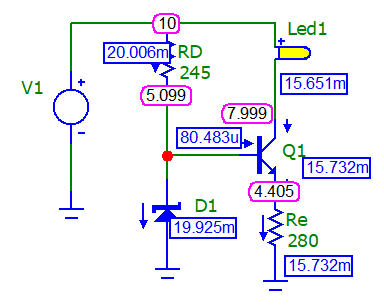 10
Led1
20.006m
RD
245
V1
15.651m
5.099
7.999
80.483u
Q1
15.732m
4.405
D1
19.925m
Re
280
15.732m